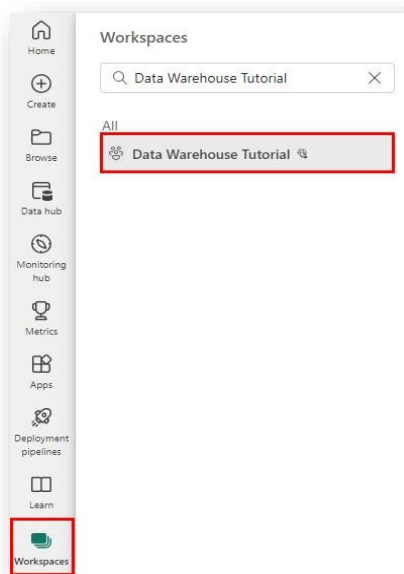 Home
Create
Browse
Data hub
Monitoring
hub
Metrics
Apps
Deployment
pipelines
Learn
Workspaces
Workspaces
Data Warehouse Tutorial
All
Data Warehouse Tutorial